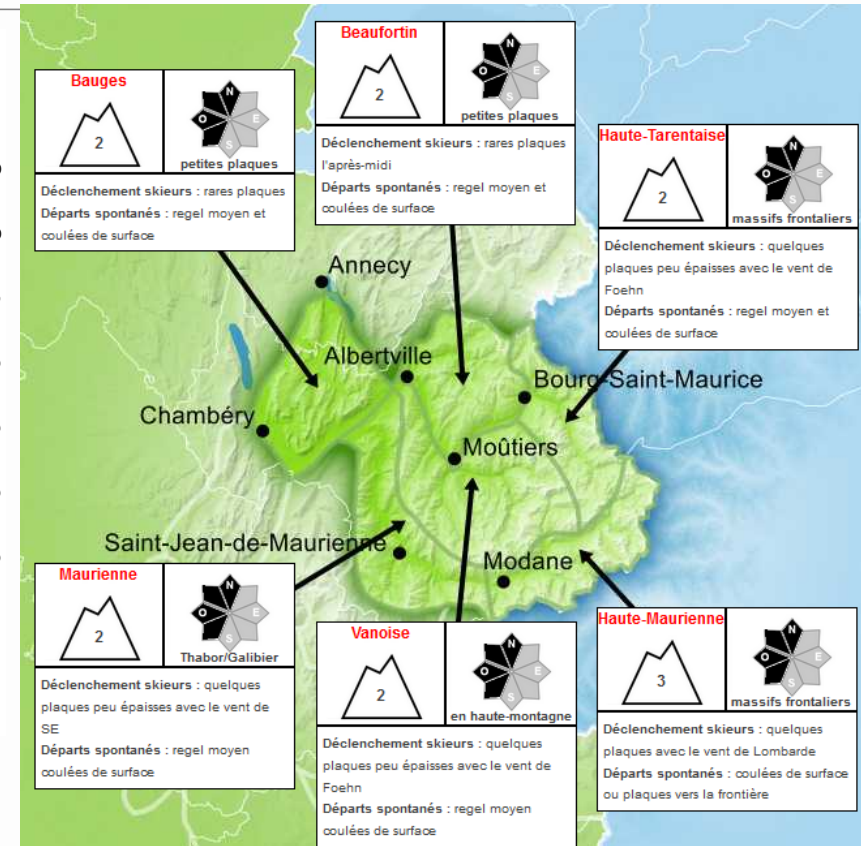 Beaufortin
2
N
O
E
S
petites plaques
Déclenchement skieurs : rares plaques
l'après-midi
Départs spontanés : regel moyen et
coulées de surface
Bauges
2
N
O
E
S
petites plaques
Déclenchement skieurs : rares plaques
Départs spontanés : regel moyen et
coulées de surface
Haute-Tarentaise
2
N
O
E
S
massifs frontaliers
Déclenchement skieurs : quelques
plaques peu épaisses avec le vent de
Foehn
Départs spontanés : regel moyen et
coulées de surface
Annecy
Albertville
Bourg-Saint-Maurice
Chambéry
Moûtiers
Saint-Jean-de-Maurienne
Modane
Maurienne
2
N
O
E
S
Thabor/Galibier
Déclenchement skieurs : quelques
plaques peu épaisses avec le vent de
SE
Départs spontanés : regel moyen
coulées de surface
Vanoise
2
N
O
E
S
en haute-montagne
Déclenchement skieurs : quelques
plaques peu épaisses avec le vent de
Foehn
Départs spontanés : regel moyen
coulées de surface
Haute-Maurienne
3
N
O
E
S
massifs frontaliers
Déclenchement skieurs : quelques
plaques avec le vent de Lombarde
Départs spontanés : coulées de surface
ou plaques vers la frontière